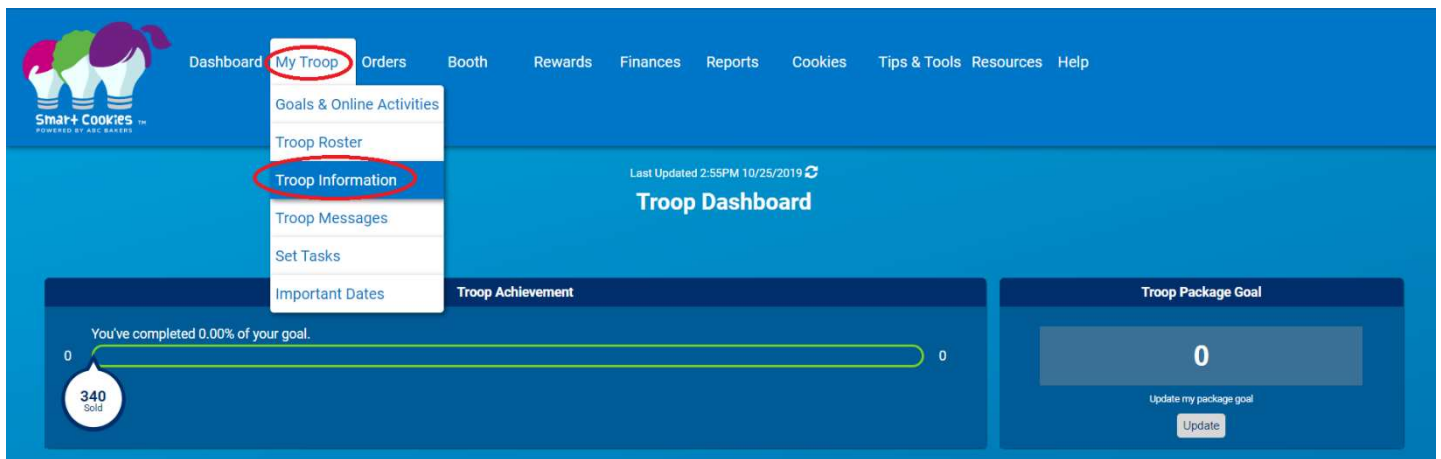 Dashboard My Troop Orders Booth Rewards Finances Reports Cookies Tips & Tools Resources Help
Smart Cookies TM
POWERED BY ABC BAKERS
Goals & Online Activities
Troop Roster
Troop Information
Troop Messages
Set Tasks
Important Dates
Last Updated 2:55PM 10/25/2019
Troop Dashboard
Troop Achievement
You've completed 0.00% of your goal.
0 0
340
Sold
Troop Package Goal
0
Update my package goal
Update